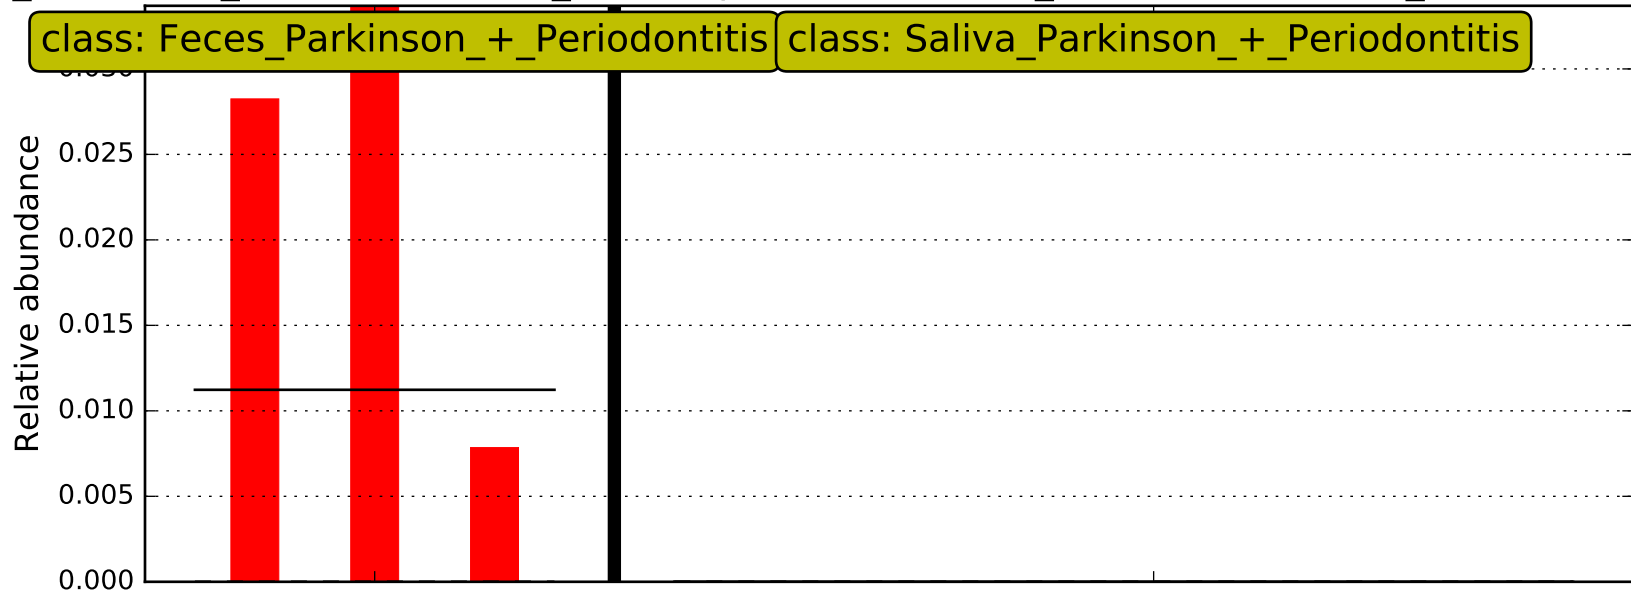 class: Feces_Parkinson_+_Periodontitis
class: Saliva_Parkinson_+_Periodontitis
Relative abundance
0.025
0.020
0.015
0.010
0.005
0.000